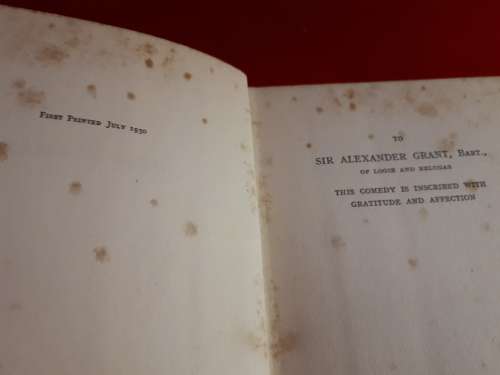 First Printed July 1930
TO
SIR ALEXANDER GRANT, Bart.,
OF LOGIE AND RELUGAS
THIS COMEDY IS INSCRIBED WITH
GRATITUDE AND AFFECTION